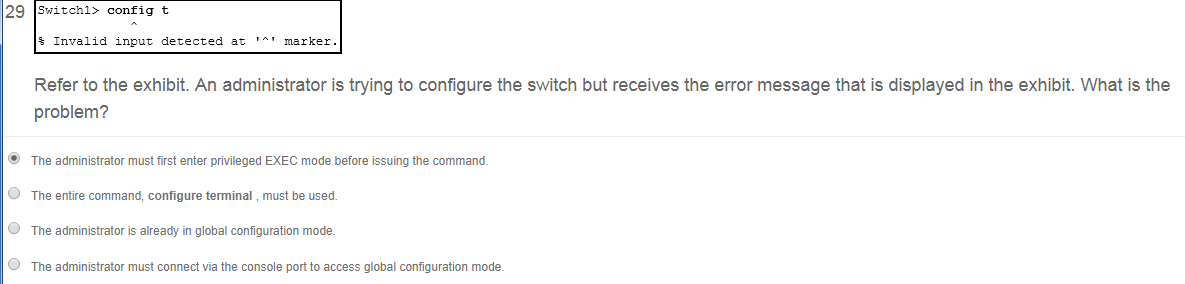 29
Switch1> config t
^
% Invalid input detected at '^' marker.
Refer to the exhibit. An administrator is trying to configure the switch but receives the error message that is displayed in the exhibit. What is the
problem?
The administrator must first enter privileged EXEC mode before issuing the command.
The entire command, configure terminal , must be used.
The administrator is already in global configuration mode.
The administrator must connect via the console port to access global configuration mode.